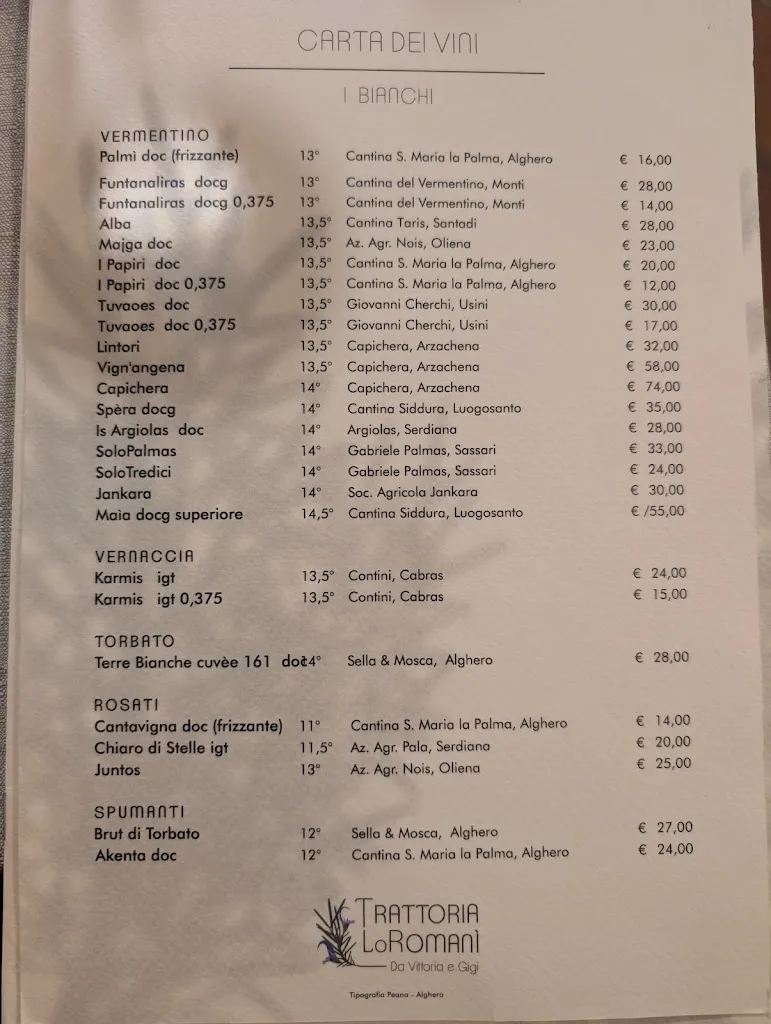 CARTA DEI VINI
I BIANCHI
VERMENTINO
Palmì doc (frizzante) 13° Cantina S. Maria la Palma, Alghero € 16,00
Funtanaliras docg 13° Cantina del Vermentino, Monti € 28,00
Funtanaliras docg 0,375 13° Cantina del Vermentino, Monti € 14,00
Alba 13,5° Cantina Taris, Santadi € 28,00
Majga doc 13,5° Az. Agr. Nois, Oliena € 23,00
I Papiri doc 13,5° Cantina S. Maria la Palma, Alghero € 20,00
I Papiri doc 0,375 13,5° Cantina S. Maria la Palma, Alghero € 12,00
Tuvaoes doc 13,5° Giovanni Cherchi, Usini € 30,00
Tuvaoes doc 0,375 13,5° Giovanni Cherchi, Usini € 17,00
Lintori 13,5° Capichera, Arzachena € 32,00
Vign'angena 13,5° Capichera, Arzachena € 58,00
Capichera 14° Capichera, Arzachena € 74,00
Spèra docg 14° Cantina Siddura, Luogosanto € 35,00
Is Argiolas doc 14° Argiolas, Serdiana € 28,00
SoloPalmas 14° Gabriele Palmas, Sassari € 33,00
SoloTredici 14° Gabriele Palmas, Sassari € 24,00
Jankara 14° Soc. Agricola Jankara € 30,00
Maìa docg superiore 14,5° Cantina Siddura, Luogosanto € /55,00
VERNACCIA
Karmis igt 13,5° Contini, Cabras € 24,00
Karmis igt 0,375 13,5° Contini, Cabras € 15,00
TORBATO
Terre Bianche cuvèe 161 doc 14° Sella & Mosca, Alghero € 28,00
ROSATI
Cantavigna doc (frizzante) 11° Cantina S. Maria la Palma, Alghero € 14,00
Chiaro di Stelle igt 11,5° Az. Agr. Pala, Serdiana € 20,00
Juntos 13° Az. Agr. Nois, Oliena € 25,00
SPUMANTI
Brut di Torbato 12° Sella & Mosca, Alghero € 27,00
Akenta doc 12° Cantina S. Maria la Palma, Alghero € 24,00
TRATTORIA
LoROMANÌ
Da Vittoria e Gigi
Tipografia Peana - Alghero